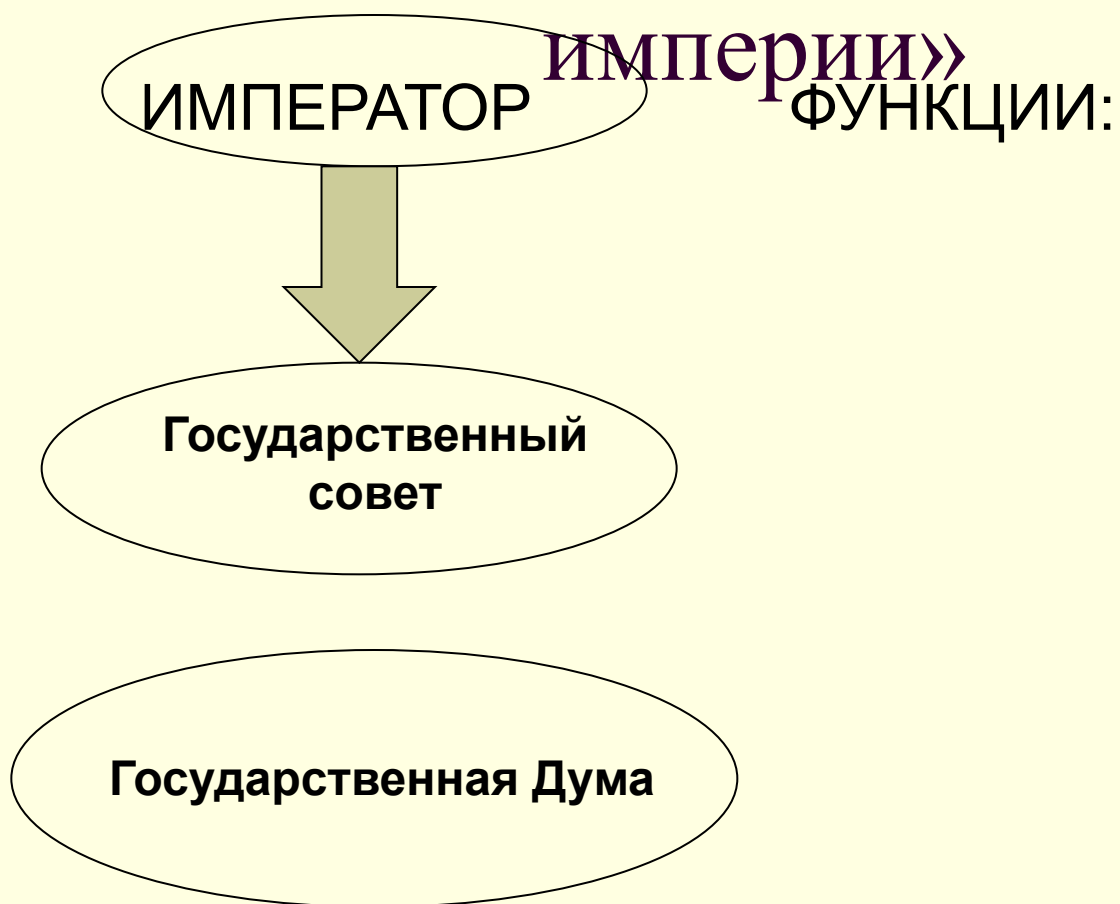 империи»
ИМПЕРАТОР ФУНКЦИИ:
Государственный
совет
Государственная Дума